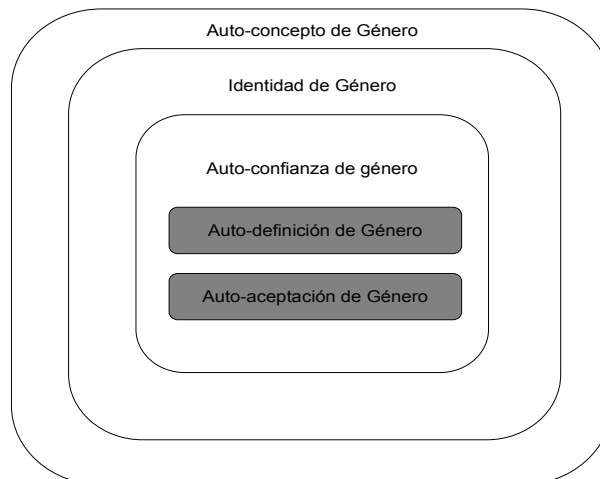 Auto-concepto de Género
Identidad de Género
Auto-confianza de género
Auto-definición de Género
Auto-aceptación de Género